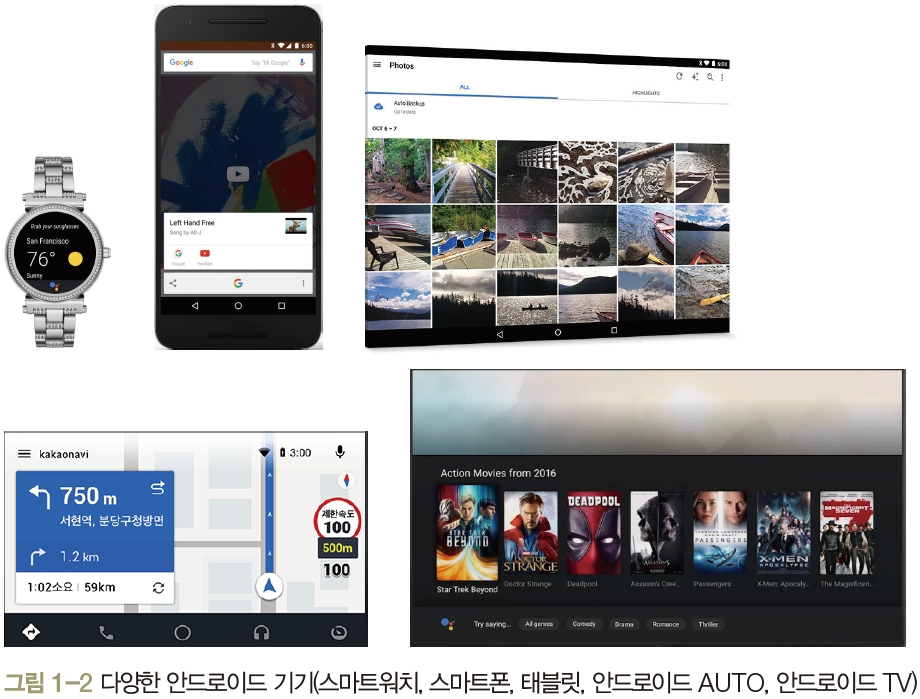 Grab your sunglasses
San Francisco
76°
Sunny
6:00
Google
Say "Ok Google"
Left Hand Free
Song by Alt-J
Google
YouTube
5:00
Photos
ALL
HIGHLIGHTS
Auto Backup
Up to date
OCT 6 – 7
kakaonavi
3:00
750 m
서현역, 분당구청방면
1.2 km
1:02소요 | 59km
제한속도
100
500m
100
Action Movies from 2016
STAR TREK
BEYOND
DOCTOR
STRANGE
DEADPOOL
ASSASSIN'S
PASSENGERS
X-MEN
APOCALYPSE
MAGNIFICENT
SEVEN
Star Trek Beyond
Doctor Strange
Deadpool
Assasin's Cree...
Passengers
X-Men: Apocaly...
The Magnificen...
Try saying...
All genres
Comedy
Drama
Romance
Thriller
그림 1-2 다양한 안드로이드 기기(스마트워치, 스마트폰, 태블릿, 안드로이드 AUTO, 안드로이드 TV)